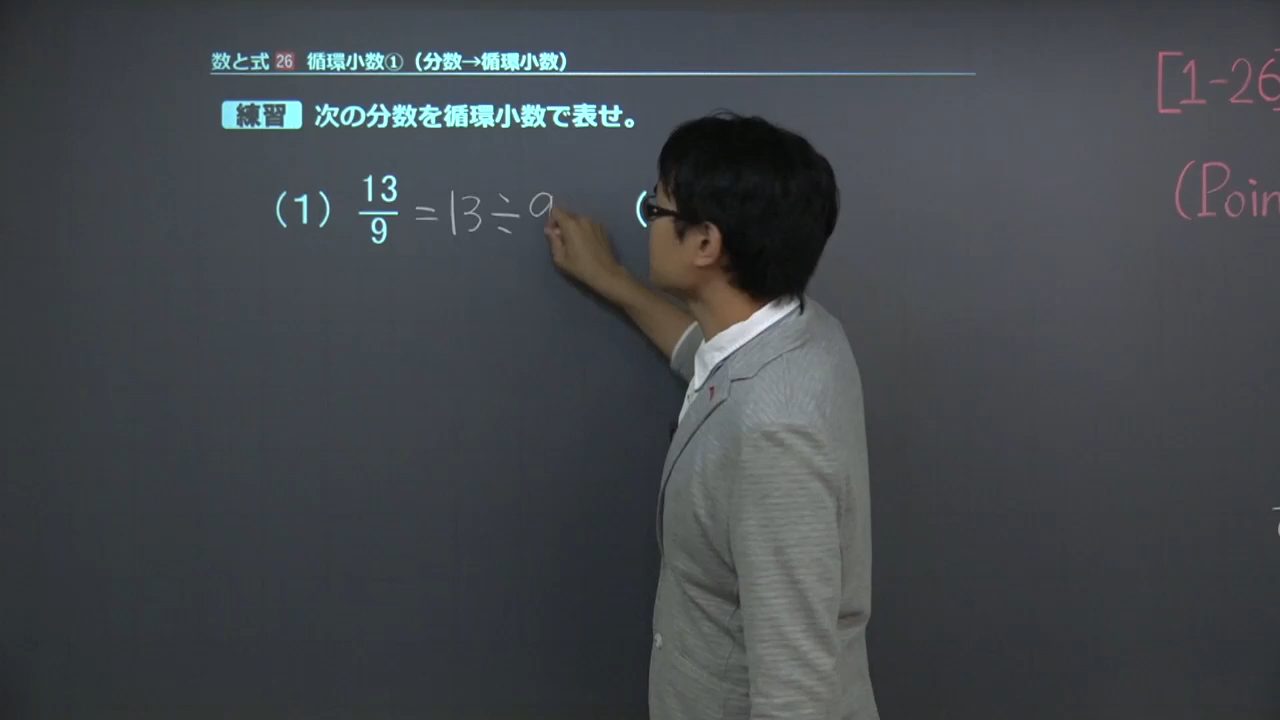 数と式 26 循環小数①（分数→循環小数）
練習 次の分数を循環小数で表せ。
（1） 13/9 = 13÷9
（
[1-26
(Poin